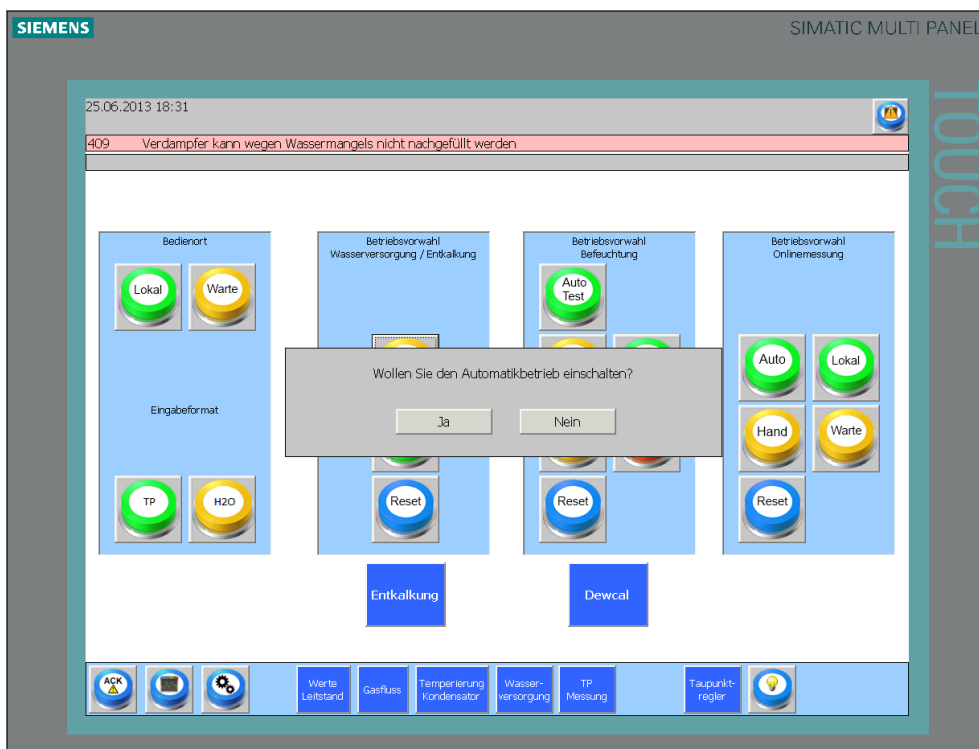 SIEMENS
SIMATIC MULTI PANEL
TOUCH
25.06.2013 18:31
409 Verdampfer kann wegen Wassermangels nicht nachgefüllt werden
Bedienort
Lokal
Warte
Eingabeformat
TP
H2O
Betriebsvorwahl
Wasserversorgung / Entkalkung
Reset
Betriebsvorwahl
Befeuchtung
Auto
Test
Reset
Betriebsvorwahl
Onlinemessung
Auto
Lokal
Hand
Warte
Reset
Wollen Sie den Automatikbetrieb einschalten?
Ja
Nein
Entkalkung
Dewcal
ACK
Werte
Leitstand
Gasfluss
Temperierung
Kondensator
Wasser-
versorgung
TP
Messung
Taupunkt-
regler